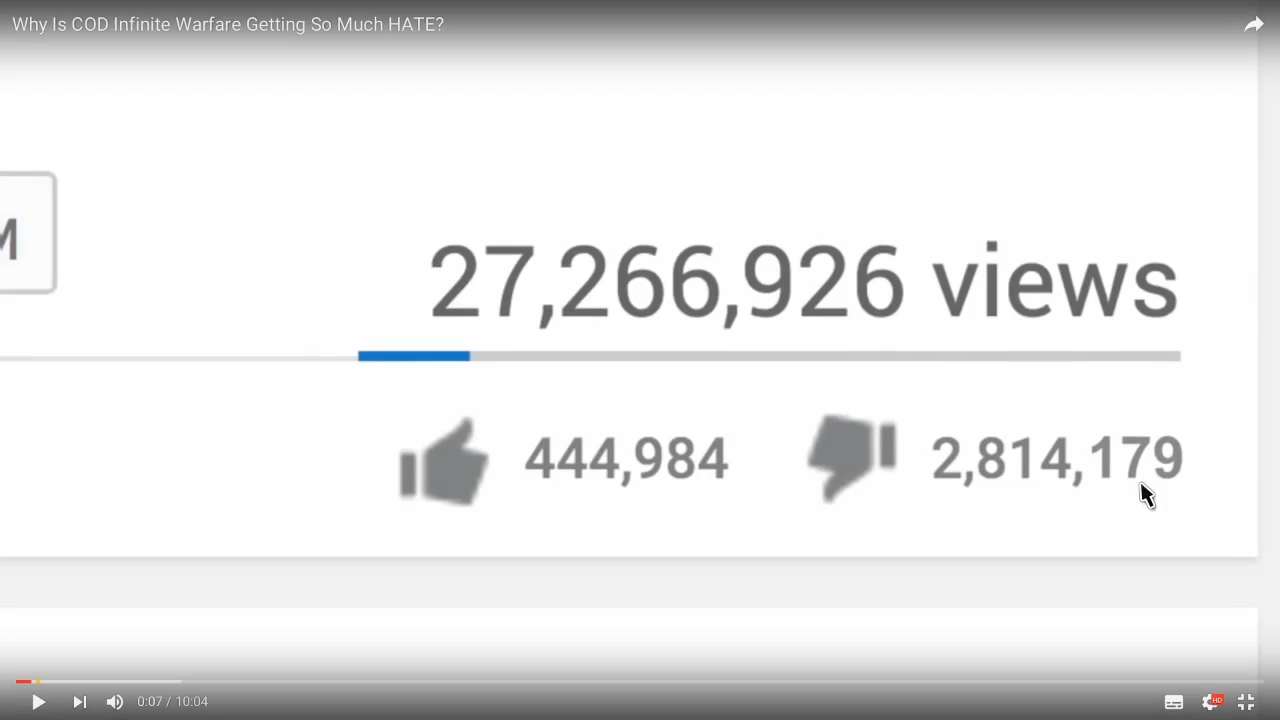 Why Is COD Infinite Warfare Getting So Much HATE?
M
27,266,926 views
444,984 2,814,179
0:07 / 10:04
HD